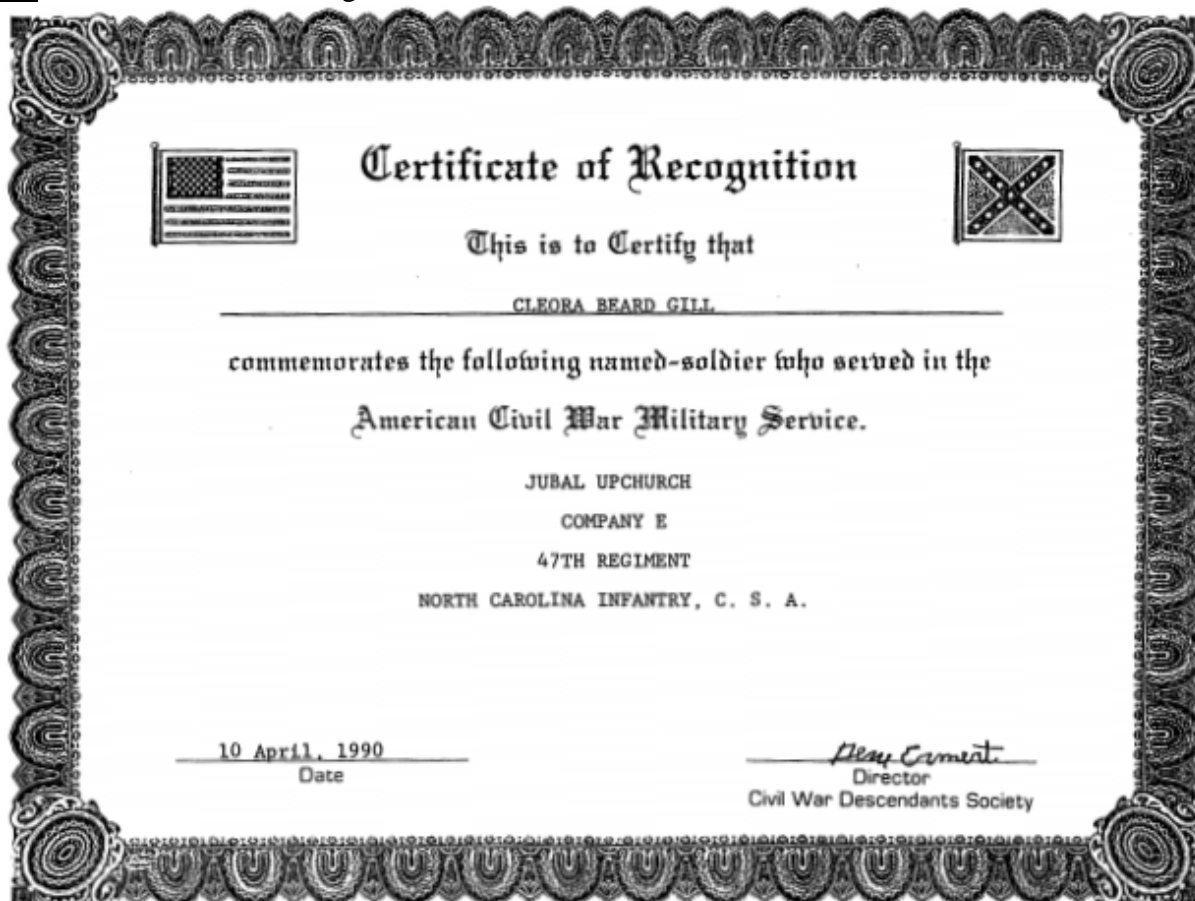 Certificate of Recognition
This is to Certify that
CLEORA BEARD GILL
commemorates the following named-soldier who served in the
American Civil War Military Service.
JUBAL UPCHURCH
COMPANY E
47TH REGIMENT
NORTH CAROLINA INFANTRY, C. S. A.
10 April, 1990
Date
Director
Civil War Descendants Society